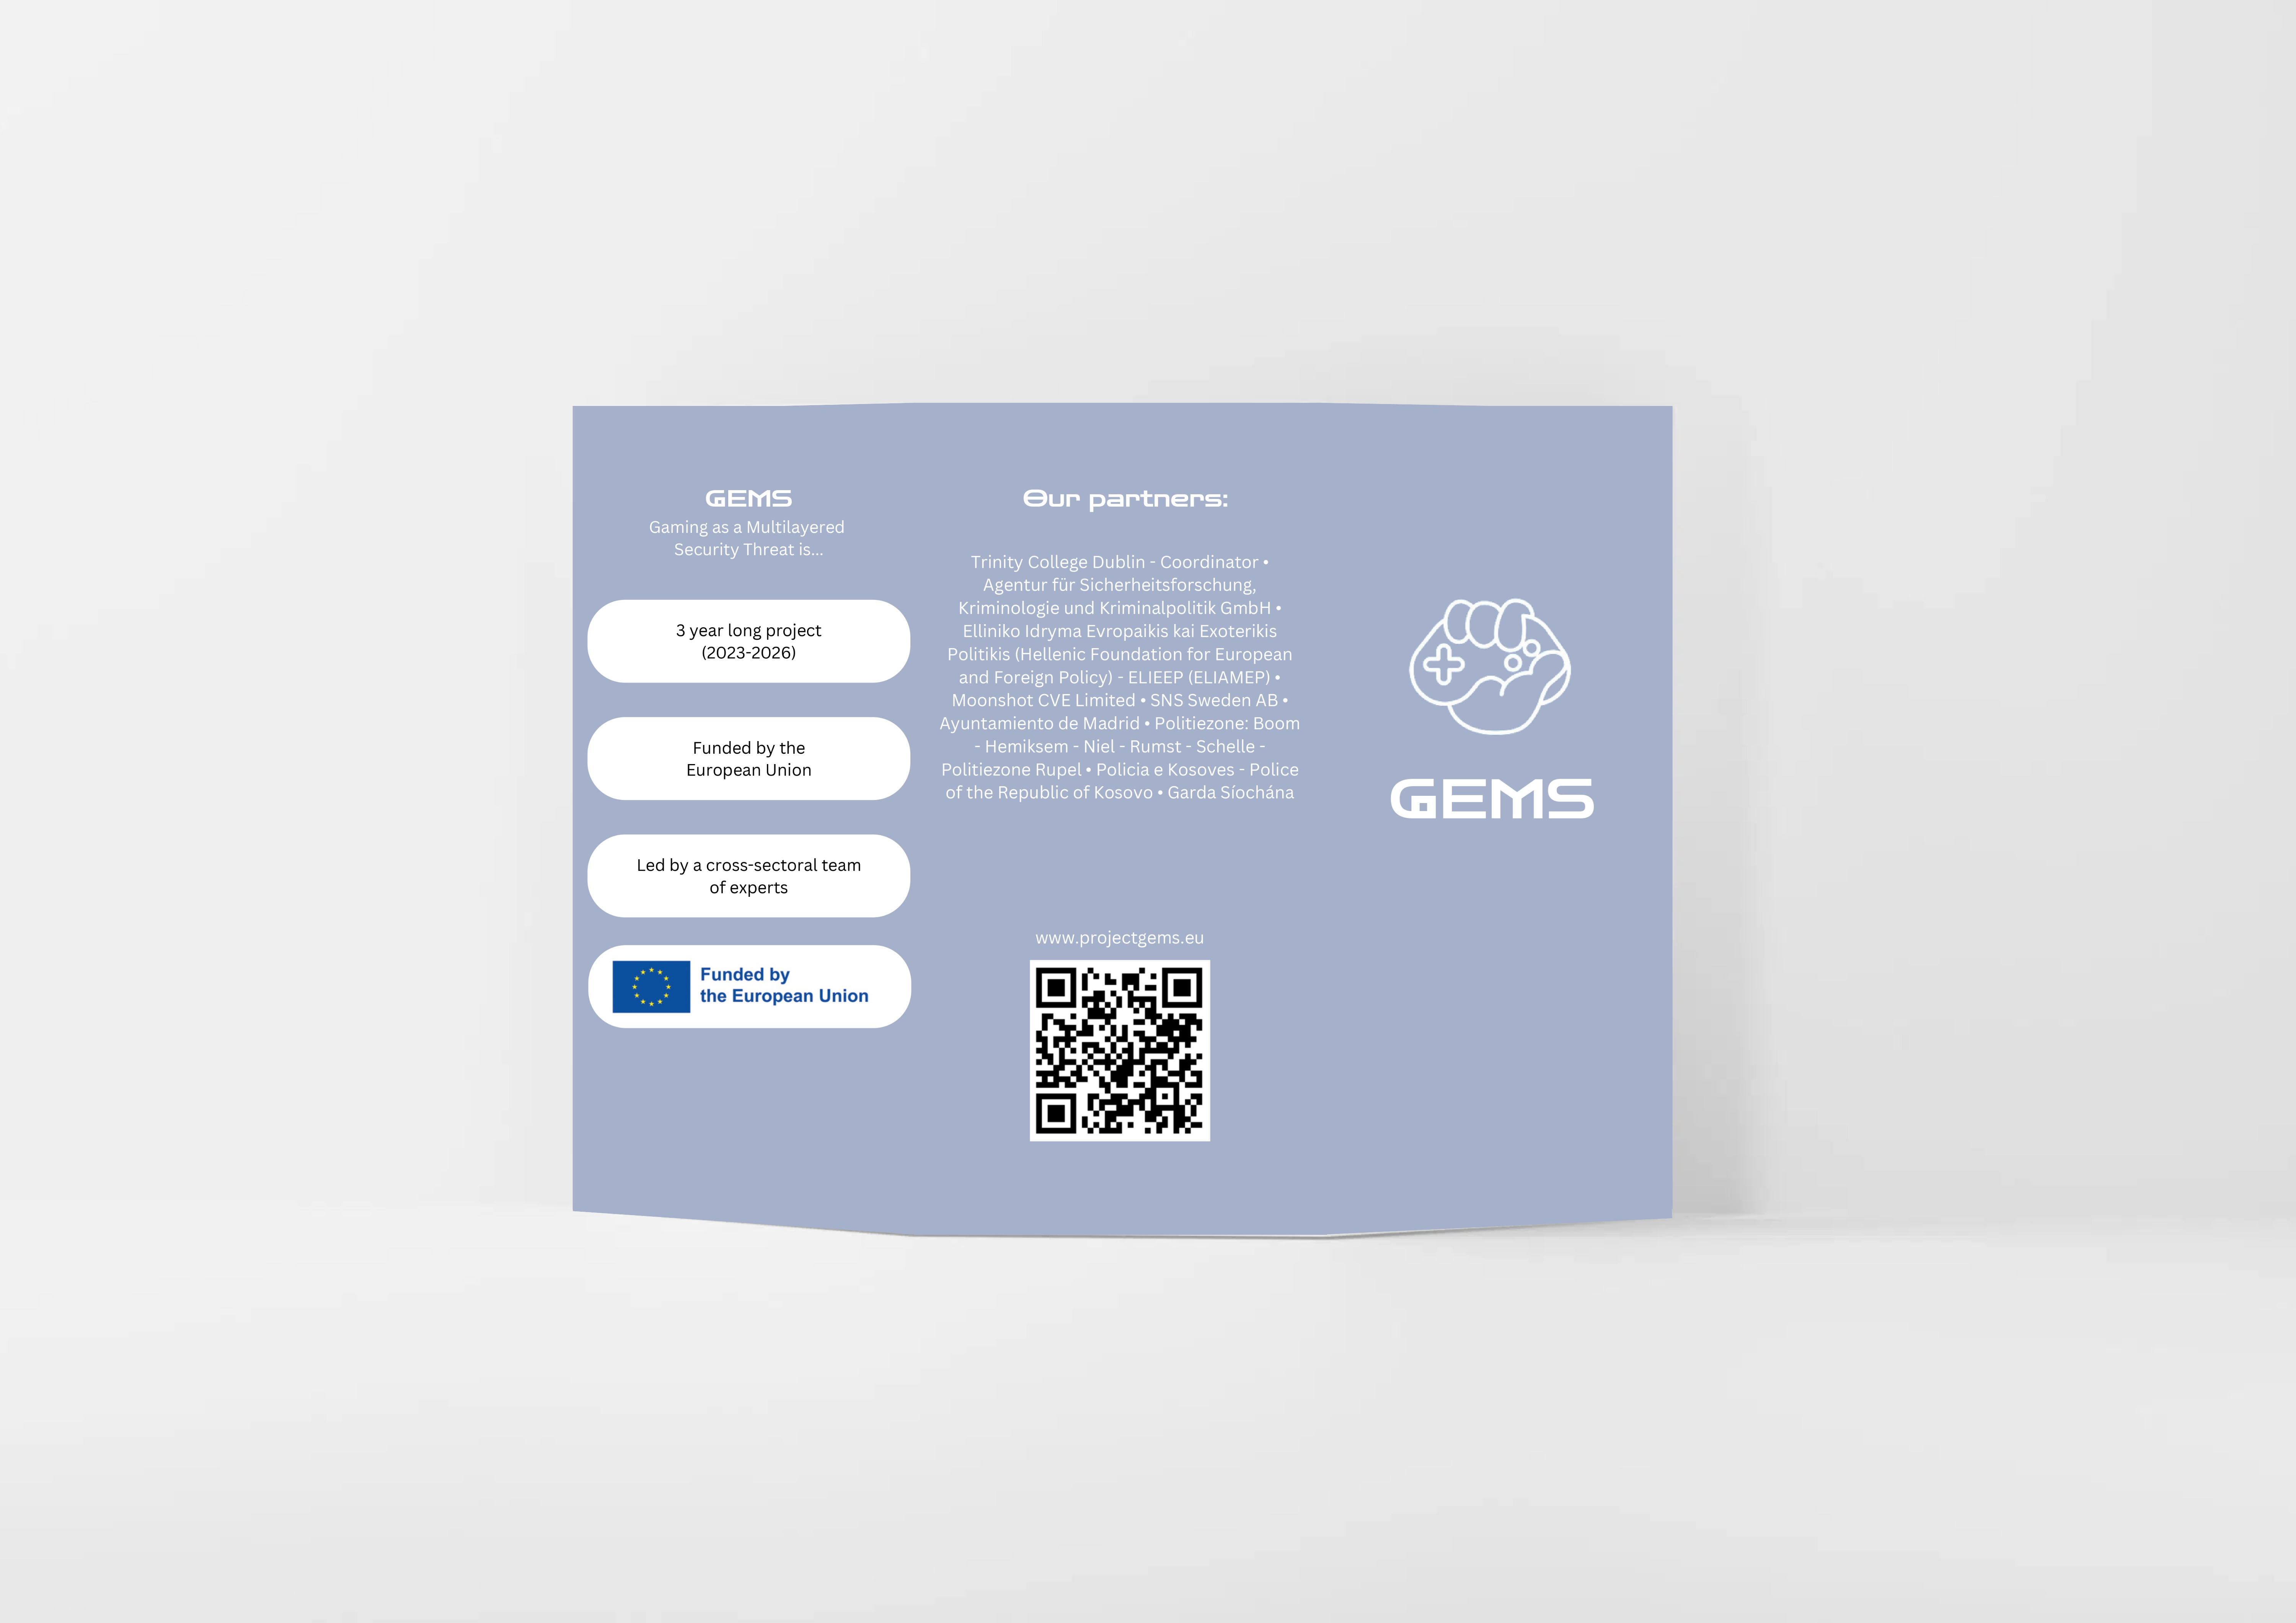 GEMS
Gaming as a Multilayered
Security Threat is...
3 year long project
(2023-2026)
Funded by the
European Union
Led by a cross-sectoral team
of experts
Funded by
the European Union
Our partners:
Trinity College Dublin - Coordinator •
Agentur für Sicherheitsforschung,
Kriminologie und Kriminalpolitik GmbH •
Elliniko Idryma Evropaikis kai Exoterikis
Politikis (Hellenic Foundation for European
and Foreign Policy) - ELIEEP (ELIAMEP) •
Moonshot CVE Limited • SNS Sweden AB •
Ayuntamiento de Madrid • Politiezone: Boom
- Hemiksem - Niel - Rumst - Schelle -
Politiezone Rupel • Policia e Kosoves - Police
of the Republic of Kosovo • Garda Síochána
www.projectgems.eu
GEMS